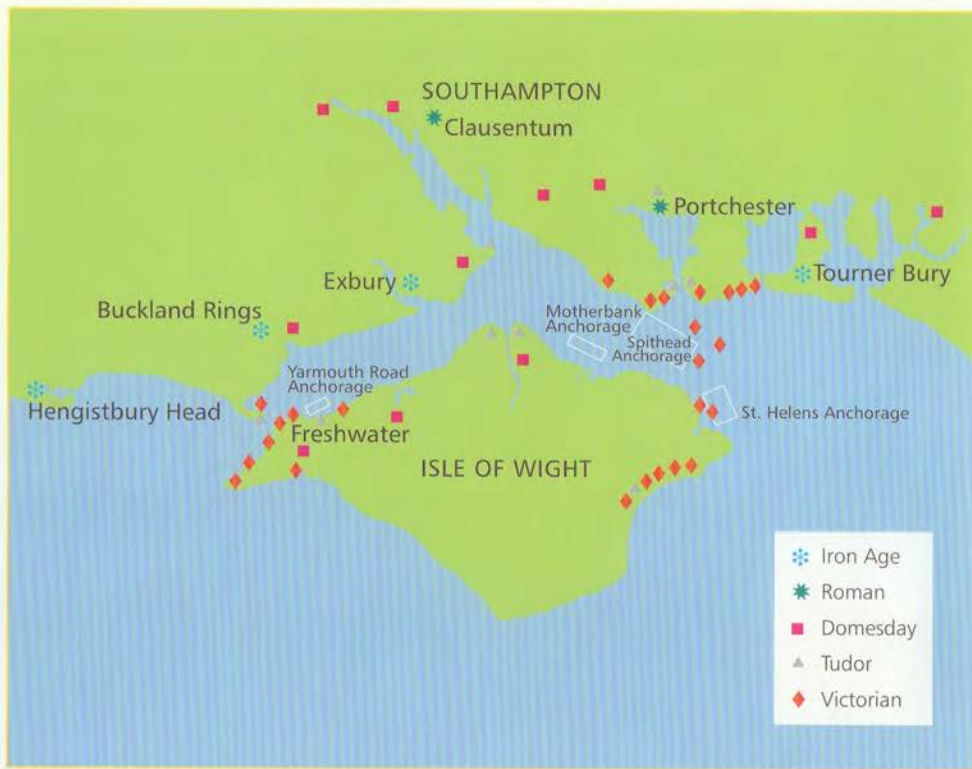 SOUTHAMPTON
Clausentum
Portchester
Exbury
Tourner Bury
Buckland Rings
Motherbank
Anchorage
Spithead
Anchorage
Yarmouth Road
Anchorage
Hengistbury Head
Freshwater
St. Helens Anchorage
ISLE OF WIGHT
Iron Age
Roman
Domesday
Tudor
Victorian